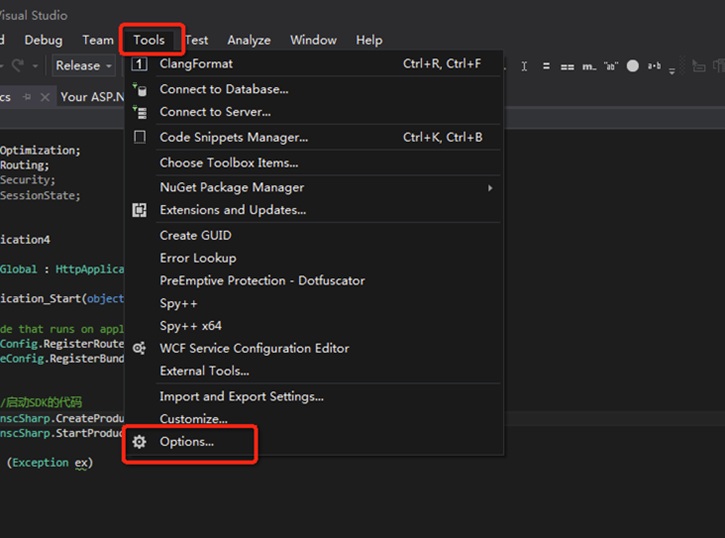 Visual Studio
d Debug Team Tools Test Analyze Window Help
Release
1 ClangFormat Ctrl+R, Ctrl+F
cs Your ASP.N
Connect to Database...
Connect to Server...
Code Snippets Manager... Ctrl+K, Ctrl+B
Optimization;
Choose Toolbox Items...
Routing;
Security;
NuGet Package Manager
SessionState;
Extensions and Updates...
ication4
Create GUID
Error Lookup
Global : HttpApplica
PreEmptive Protection - Dotfuscator
ication_Start(object
Spy++
de that runs on appl
Spy++ x64
Config.RegisterRoute
WCF Service Configuration Editor
eConfig.RegisterBund
External Tools...
Import and Export Settings...
/启动SDK的代码
nscSharp.CreateProdu
Customize...
nscSharp.StartProduc
Options...
(Exception ex)